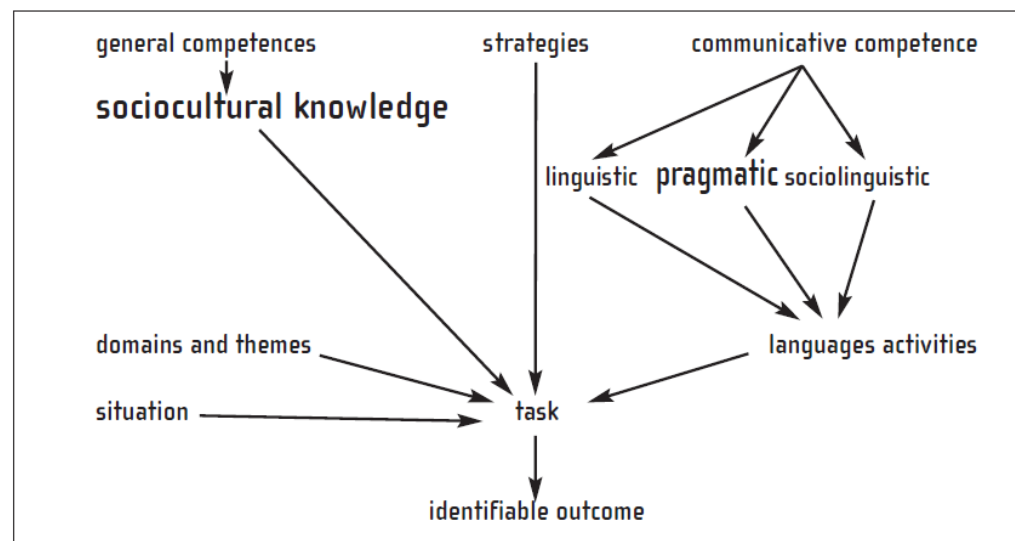 general competences
strategies
communicative competence
sociocultural knowledge
linguistic pragmatic sociolinguistic
domains and themes
languages activities
situation
task
identifiable outcome